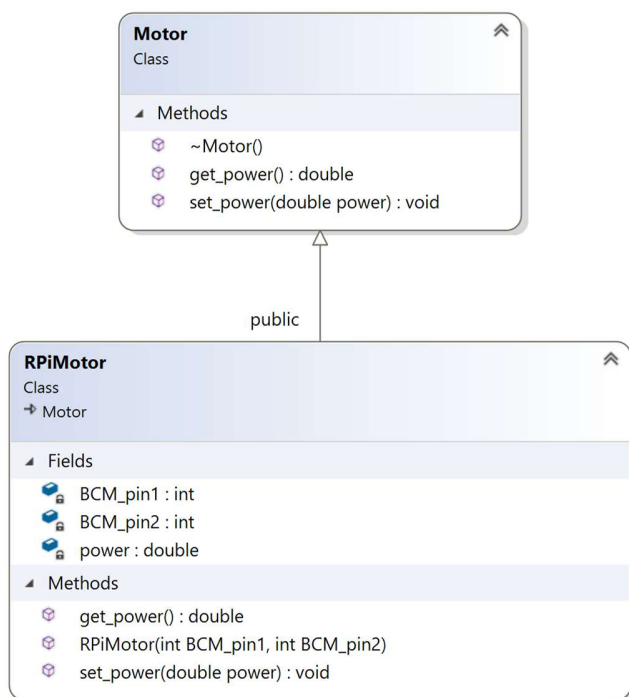 Motor
Class
Methods
~Motor()
get_power() : double
set_power(double power) : void
public
RPiMotor
Class
Motor
Fields
BCM_pin1 : int
BCM_pin2 : int
power : double
Methods
get_power() : double
RPiMotor(int BCM_pin1, int BCM_pin2)
set_power(double power) : void